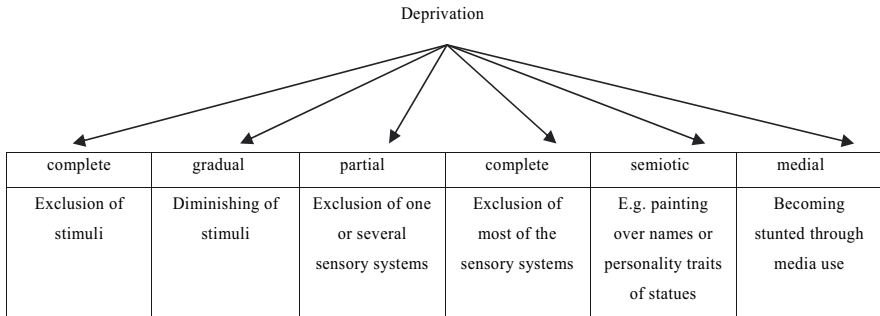 Deprivation
complete
gradual
partial
complete
semiotic
medial
Exclusion of
stimuli
Diminishing of
stimuli
Exclusion of one
or several
sensory systems
Exclusion of
most of the
sensory systems
E.g. painting
over names or
personality traits
of statues
Becoming
stunted through
media use